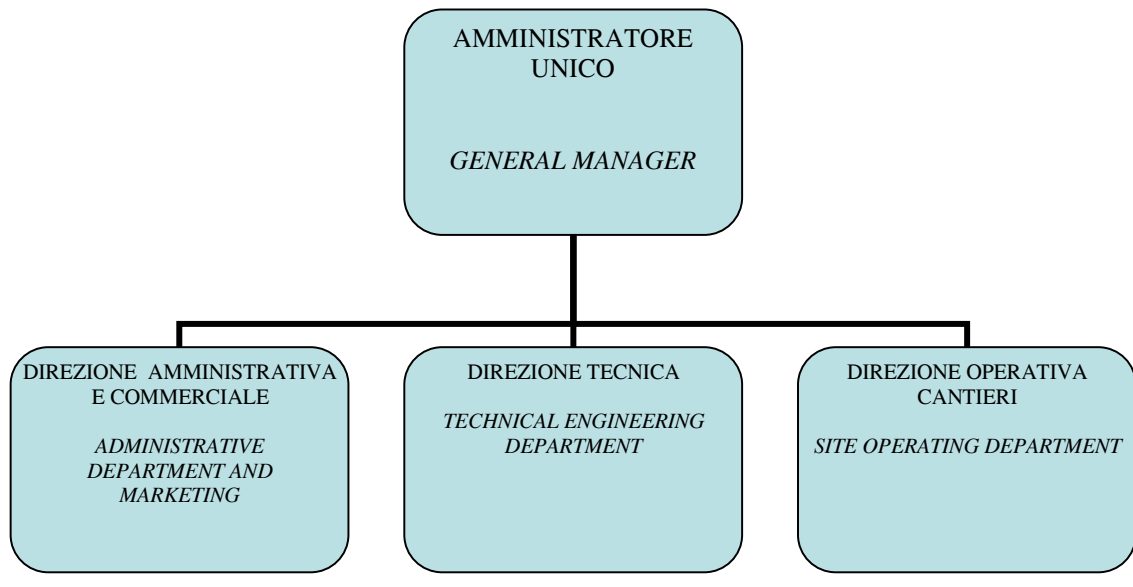 AMMINISTRATORE
UNICO
GENERAL MANAGER
DIREZIONE AMMINISTRATIVA
E COMMERCIALE
ADMINISTRATIVE
DEPARTMENT AND
MARKETING
DIREZIONE TECNICA
TECHNICAL ENGINEERING
DEPARTMENT
DIREZIONE OPERATIVA
CANTIERI
SITE OPERATING DEPARTMENT